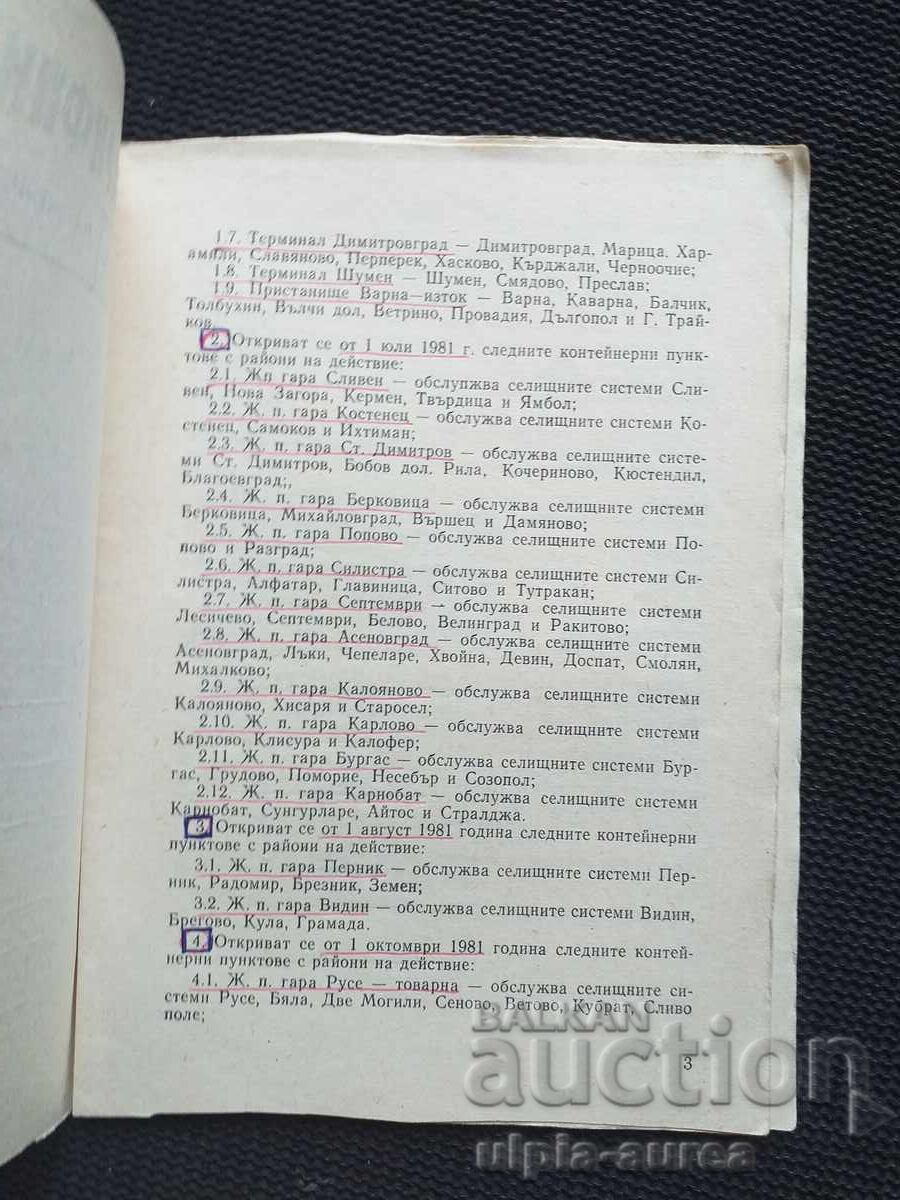 1.7. Терминал Димитровград — Димитровград, Марица. Хар-
амйли, Славяново, Перперек, Хасково, Кърджали, Черноочие;
1.8. Терминал Шумен — Шумен, Смядово, Преслав;
1.9. Пристанище Варна—изток — Варна, Каварна, Балчик,
Толбухин, Вълчи дол, Ветрино, Провадия, Дългопол и Г. Трай-
ков.
2. Откриват се от 1 юли 1981 г. следните контейнерни пунк-
тове с райони на действие:
2.1. Жп гара Сливен — обслупжва селищните системи Сли-
вен, Нова Загора, Кермен, Твърдица и Ямбол;
2.2. Ж. п. гара Костенец — обслужва селищните системи Ко-
стенец, Самоков и Ихтиман;
2.3. Ж. п. гара Ст. Димитров — обслужва селищните систе-
ми Ст. Димитров, Бобов дол. Рила, Кочериново, Кюстендил,
Благоевград;,
2.4. Ж. п. гара Берковица — обслужва селищните системи
Берковица, Михайловград, Вършец и Дамяново;
2.5. Ж. п. гара Попово — обслужва селищните системи По-
пово и Разград;
2.6. Ж. п. гара Силистра — обслужва селищните системи Си-
листра, Алфатар, Главиница, Ситово и Тутракан;
2.7. Ж. п. гара Септември — обслужва селищните системи
Лесичево, Септември, Белово, Велинград и Ракитово;
2.8. Ж. п. гара Асеновград — обслужва селищните системи
Асеновград, Лъки, Чепеларе, Хвойна, Девин, Доспат, Смолян,
Михалково;
2.9. Ж. п. гара Калояново — обслужва селищните системи
Калояново, Хисаря и Старосел;
2.10. Ж. п. гара Карлово — обслужва селищните системи
Карлово, Клисура и Калофер;
2.11. Ж. п. гара Бургас — обслужва селищните системи Бур-
гас, Грудово, Поморие, Несебър и Созопол;
2.12. Ж. п. гара Карнобат — обслужва селищните системи
Карнобат, Сунгурларе, Айтос и Стралджа.
3. Откриват се от 1 август 1981 година следните контейнерни
пунктове с райони на действие:
3.1. Ж. п. гара Перник — обслужва селищните системи Пер-
ник, Радомир, Брезник, Земен;
3.2. Ж. п. гара Видин — обслужва селищните системи Видин,
Брегово, Кула, Грамада.
4. Откриват се от 1 октомври 1981 година следните контей-
нерни пунктове с райони на действие:
4.1. Ж. п. гара Русе — товарна — обслужва селищните си-
стеми Русе, Бяла, Две Могили, Сеново, Ветово, Кубрат, Сливо
поле;
3
BALKAN
auction
ulpia-aurea